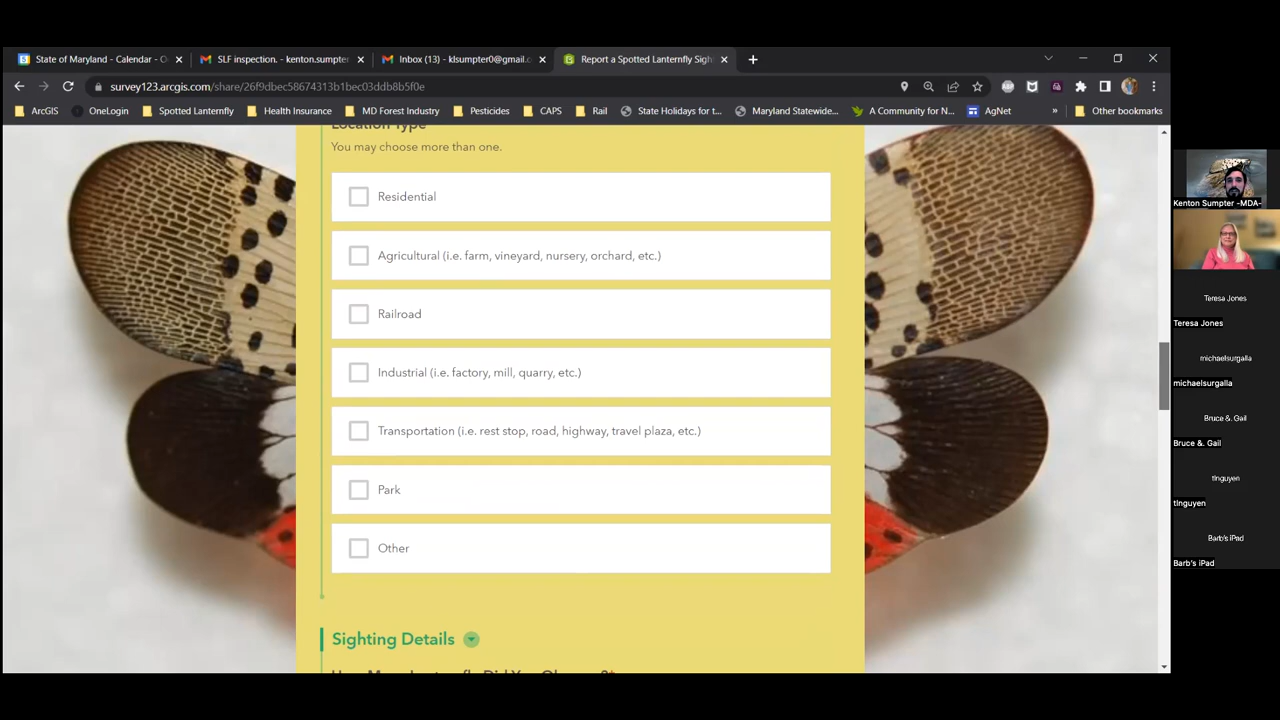 State of Maryland - Calendar - O
SLF inspection. - kenton.sumpter
Inbox (13) - klsumpter0@gmail.c
Report a Spotted Lanternfly Sigh
survey123.arcgis.com/share/26f9dbec58674313b1bec03ddb8b5f0e
ArcGIS
OneLogin
Spotted Lanternfly
Health Insurance
MD Forest Industry
Pesticides
CAPS
Rail
State Holidays for t...
Maryland Statewide...
A Community for N...
AgNet
»
Other bookmarks
Location Type
You may choose more than one.
Residential
Agricultural (i.e. farm, vineyard, nursery, orchard, etc.)
Railroad
Industrial (i.e. factory, mill, quarry, etc.)
Transportation (i.e. rest stop, road, highway, travel plaza, etc.)
Park
Other
Sighting Details
Kenton Sumpter -MDA-
Teresa Jones
Teresa Jones
michaelsurgalla
michaelsurgalla
Bruce &. Gail
Bruce &. Gail
tlnguyen
tlnguyen
Barb's iPad
Barb's iPad